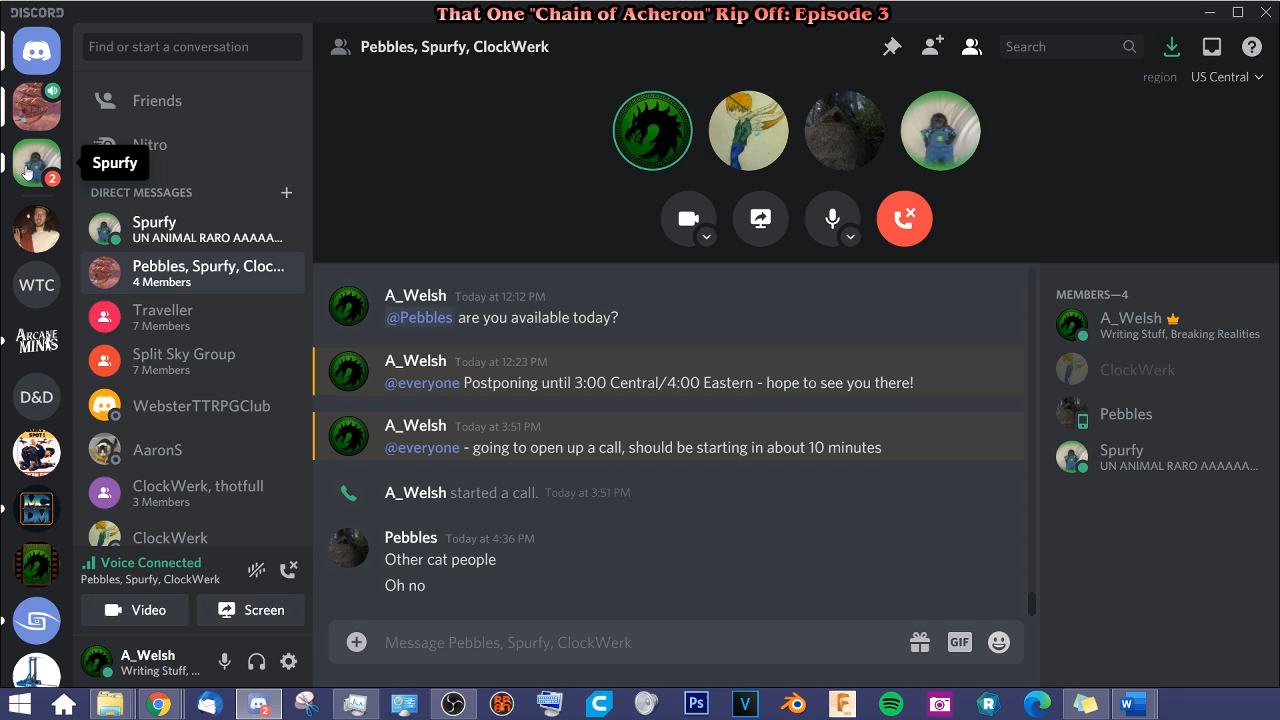 DISCORD
That One "Chain of Acheron" Rip Off: Episode 3
Find or start a conversation
Pebbles, Spurfy, ClockWerk
Search
region
US Central
Friends
Nitro
Spurfy
2
DIRECT MESSAGES
Spurfy
UN ANIMAL RARO AAAAA...
Pebbles, Spurfy, Cloc...
4 Members
WTC
Traveller
7 Members
ARCANE
MINIS
Split Sky Group
7 Members
D&D
WebsterTTRPGClub
SPOT!
AaronS
MCDM
ClockWerk, thotfull
3 Members
ClockWerk
Voice Connected
Pebbles, Spurfy, ClockWerk
Video
Screen
A_Welsh
Writing Stuff, ...
A_Welsh Today at 12:12 PM
@Pebbles are you available today?
A_Welsh Today at 12:23 PM
@everyone Postponing until 3:00 Central/4:00 Eastern - hope to see you there!
A_Welsh Today at 3:51 PM
@everyone - going to open up a call, should be starting in about 10 minutes
A_Welsh started a call. Today at 3:51 PM
Pebbles Today at 4:36 PM
Other cat people
Oh no
Message Pebbles, Spurfy, ClockWerk
GIF
MEMBERS—4
A_Welsh
Writing Stuff, Breaking Realities
ClockWerk
Pebbles
Spurfy
UN ANIMAL RARO AAAAAA...
2
Ps
V
F
R
W